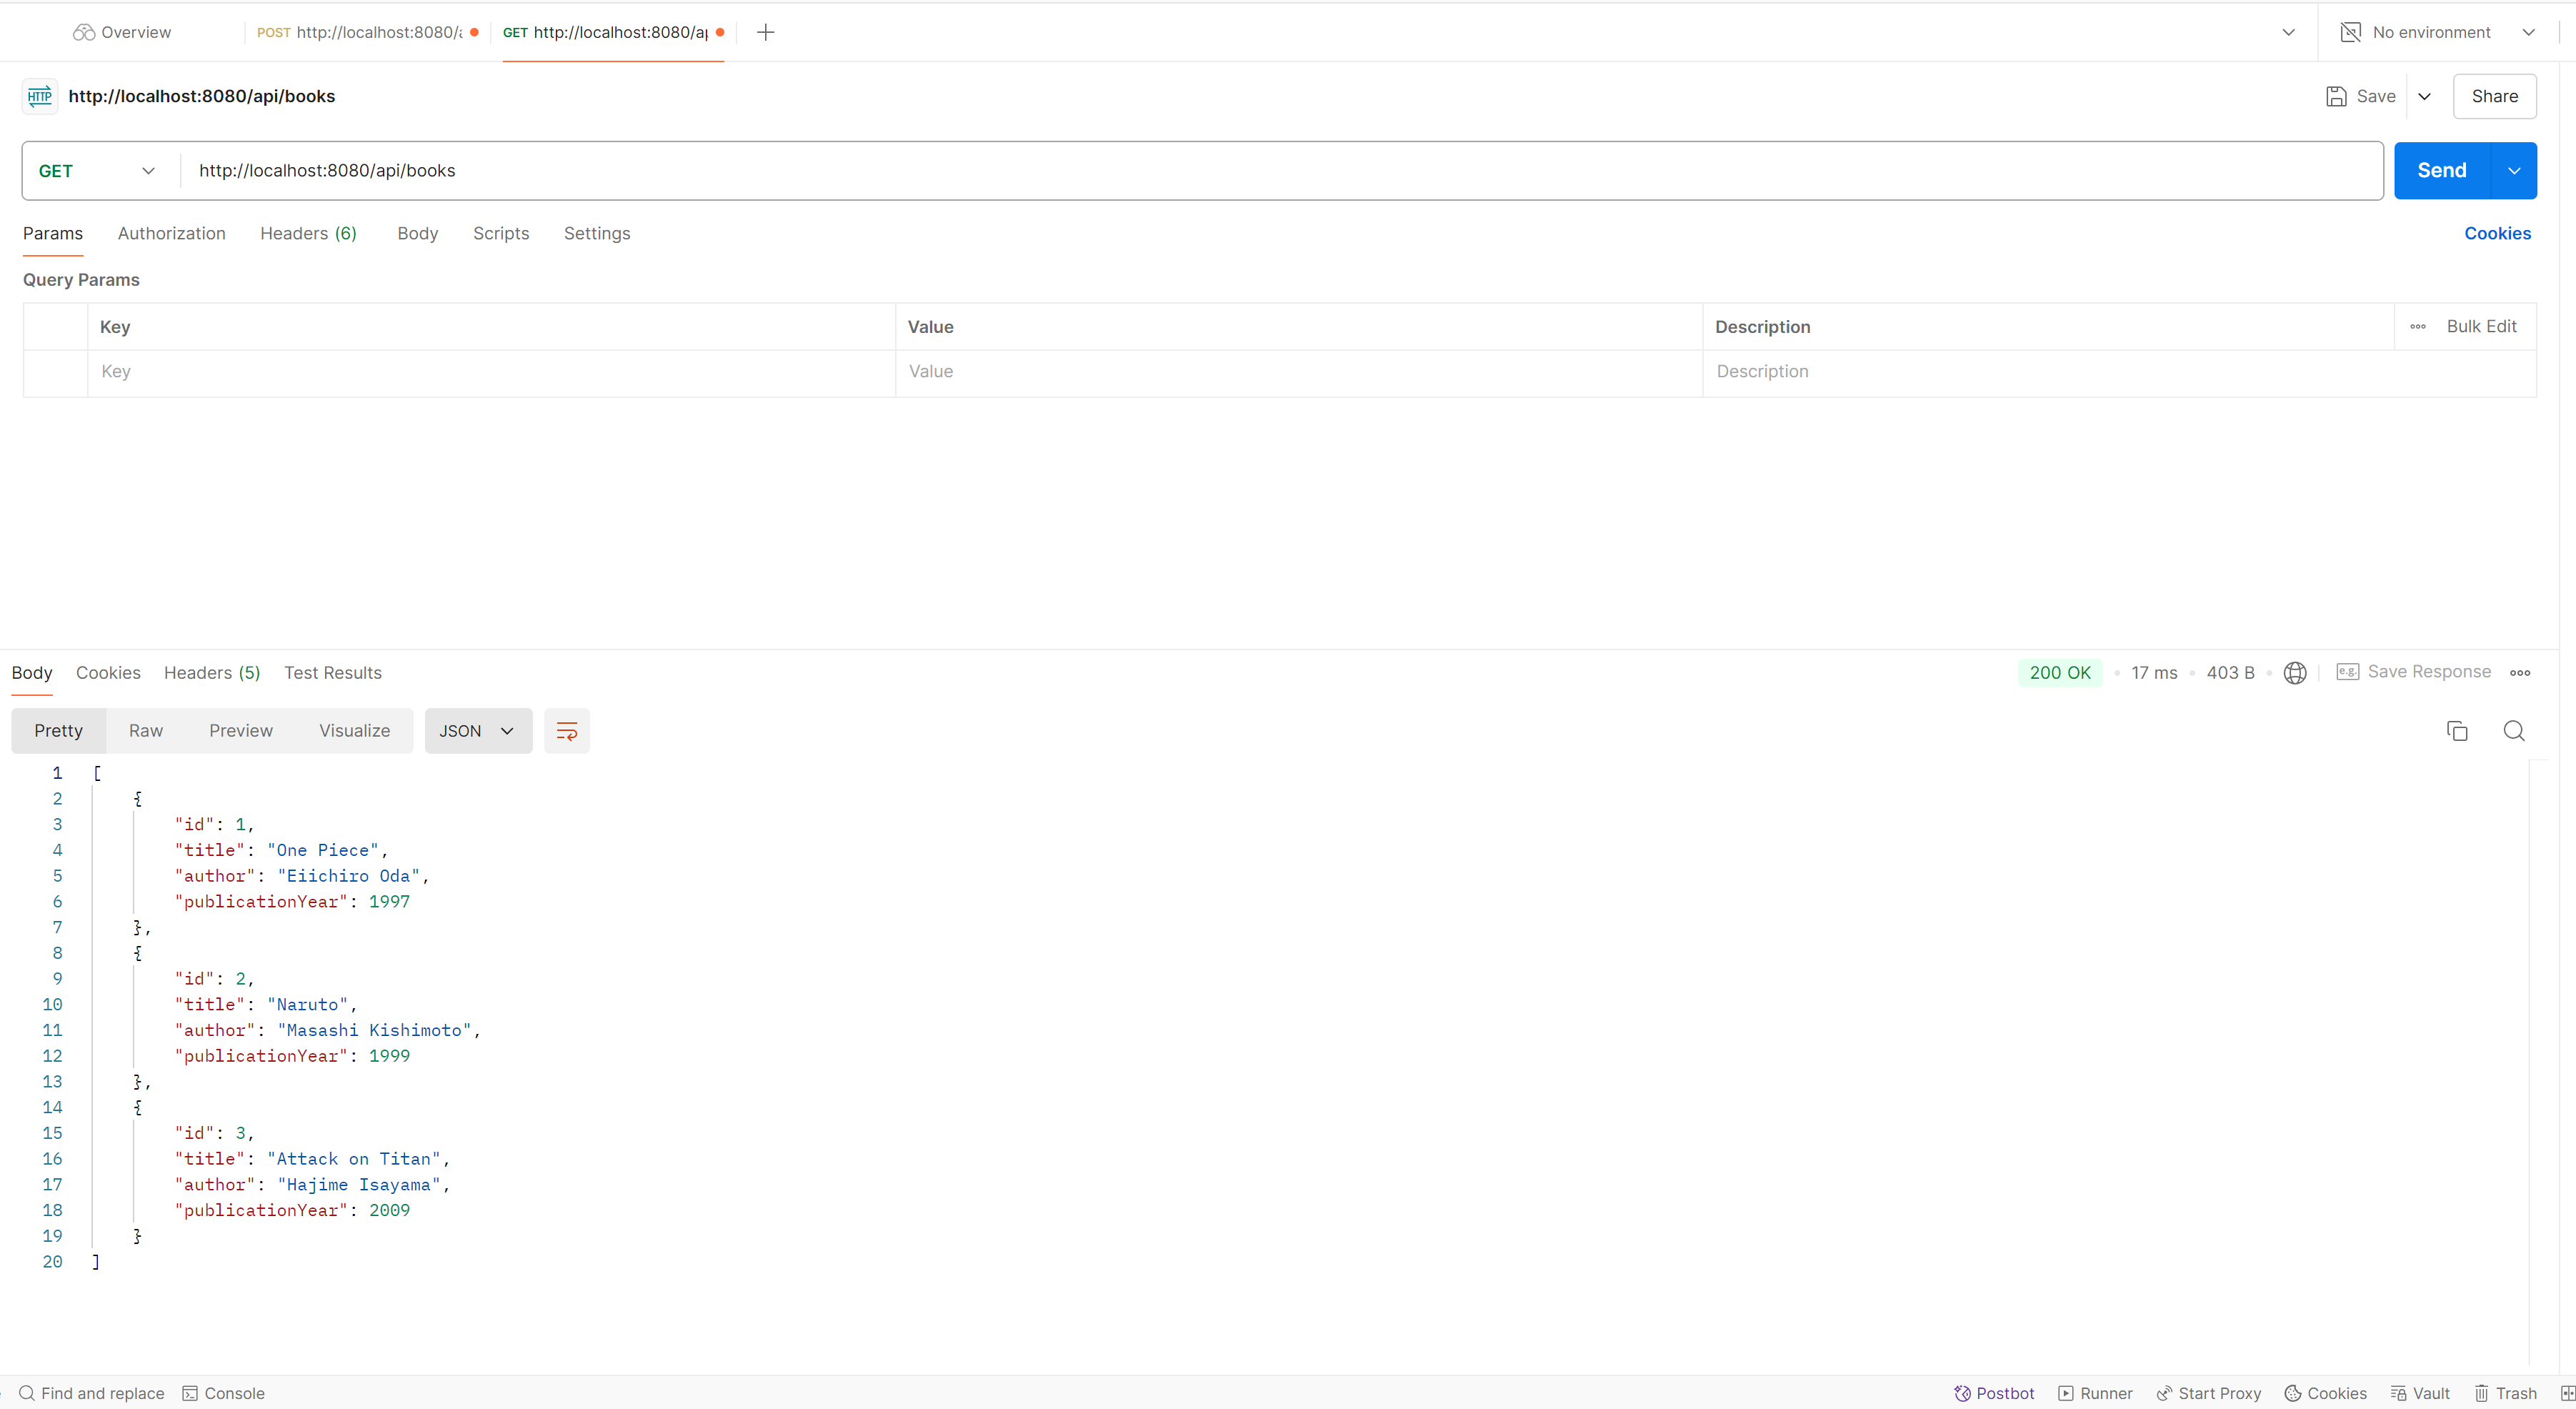 Overview POST http://localhost:8080/a GET http://localhost:8080/ap No environment
HTTP http://localhost:8080/api/books Save Share
GET http://localhost:8080/api/books Send
Params Authorization Headers (6) Body Scripts Settings Cookies
Query Params
Key Value Description Bulk Edit
Key Value Description
Body Cookies Headers (5) Test Results 200 OK • 17 ms • 403 B • e.g. Save Response
Pretty Raw Preview Visualize JSON
1 [
2 {
3 "id": 1,
4 "title": "One Piece",
5 "author": "Eiichiro Oda",
6 "publicationYear": 1997
7 },
8 {
9 "id": 2,
10 "title": "Naruto",
11 "author": "Masashi Kishimoto",
12 "publicationYear": 1999
13 },
14 {
15 "id": 3,
16 "title": "Attack on Titan",
17 "author": "Hajime Isayama",
18 "publicationYear": 2009
19 }
20 ]
Find and replace Console Postbot Runner Start Proxy Cookies Vault Trash